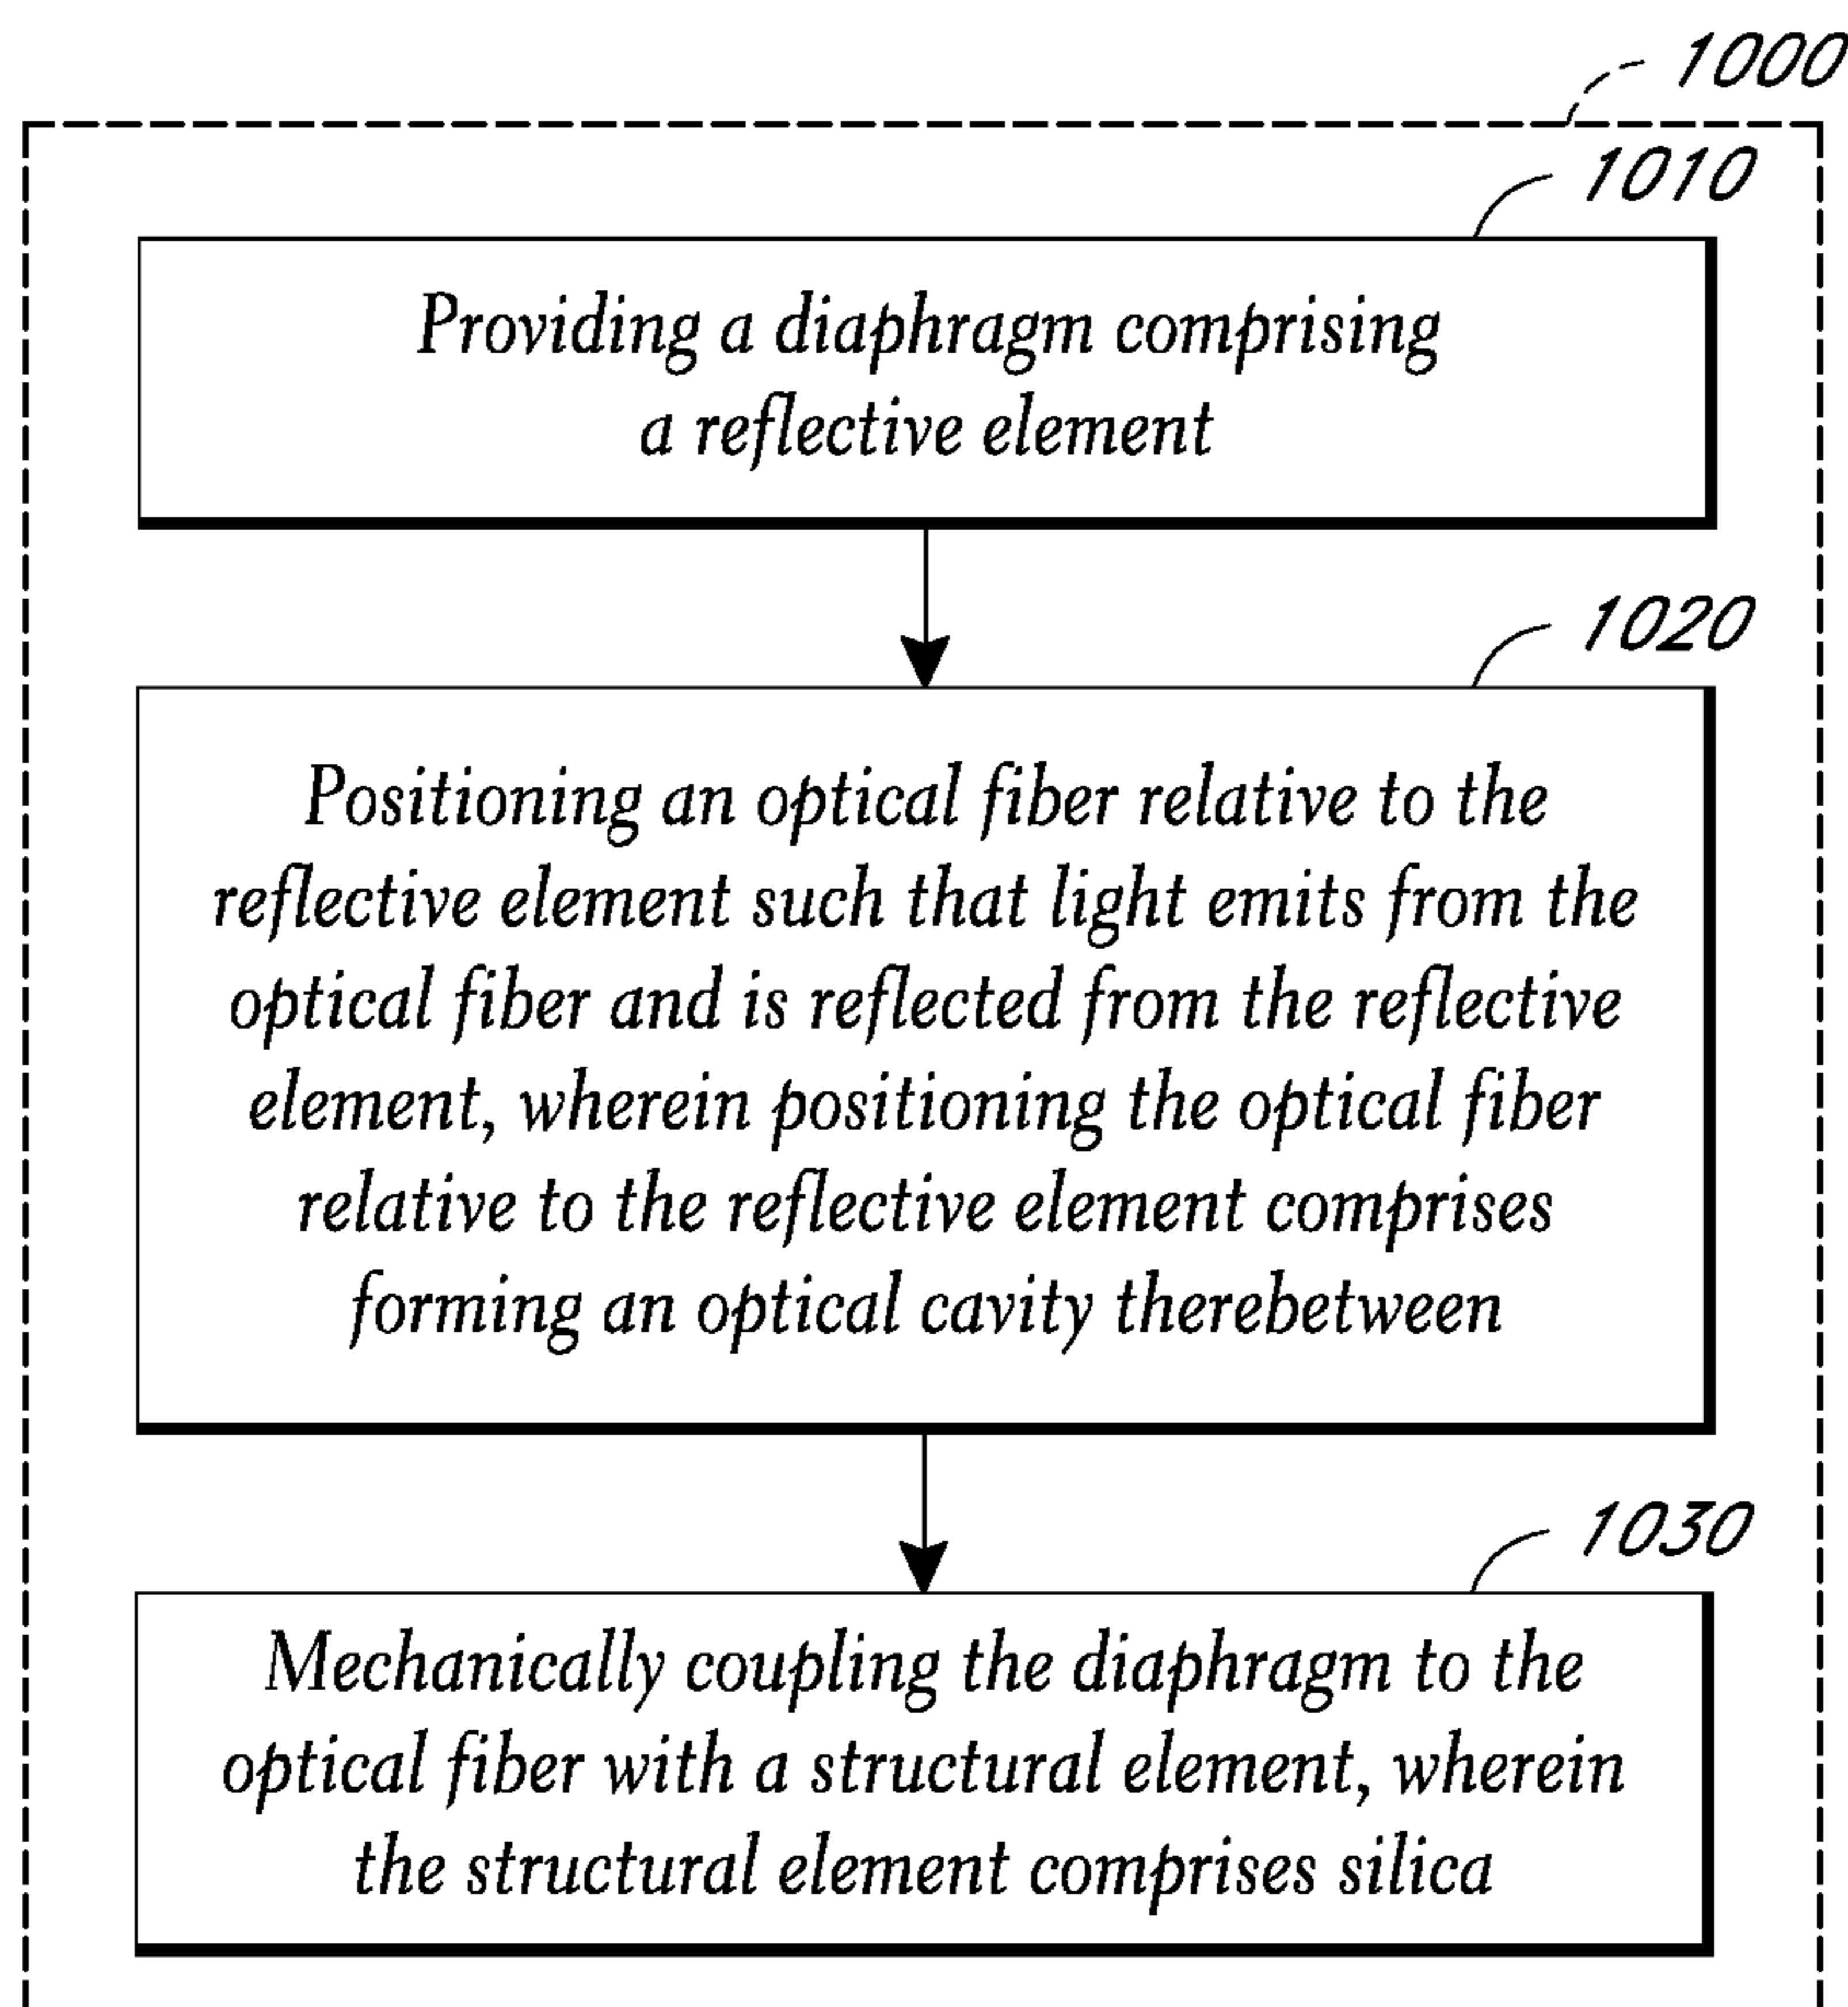 1000
1010
Providing a diaphragm comprising
a reflective element
1020
Positioning an optical fiber relative to the
reflective element such that light emits from the
optical fiber and is reflected from the reflective
element, wherein positioning the optical fiber
relative to the reflective element comprises
forming an optical cavity therebetween
1030
Mechanically coupling the diaphragm to the
optical fiber with a structural element, wherein
the structural element comprises silica